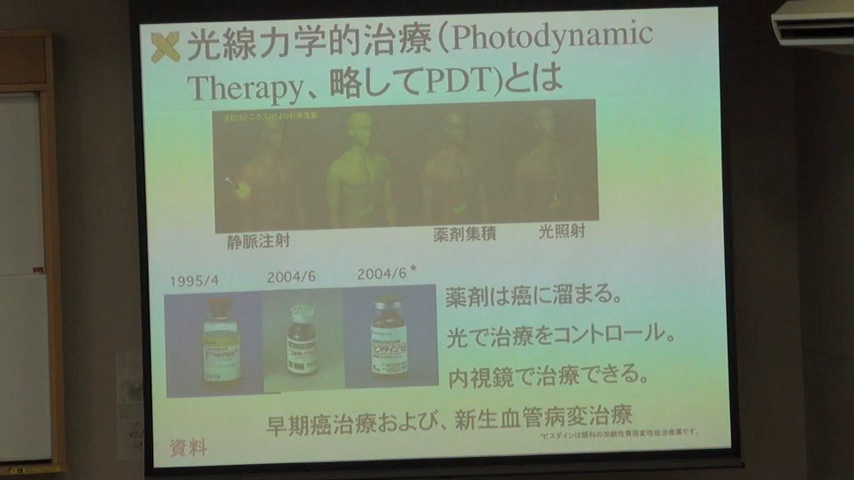 光線力学的治療(Photodynamic
Therapy、略してPDT)とは
静脈注射
薬剤集積
光照射
1995/4
2004/6
2004/6*
薬剤は癌に溜まる。
光で治療をコントロール。
内視鏡で治療できる。
早期癌治療および、新生血管病変治療
資料